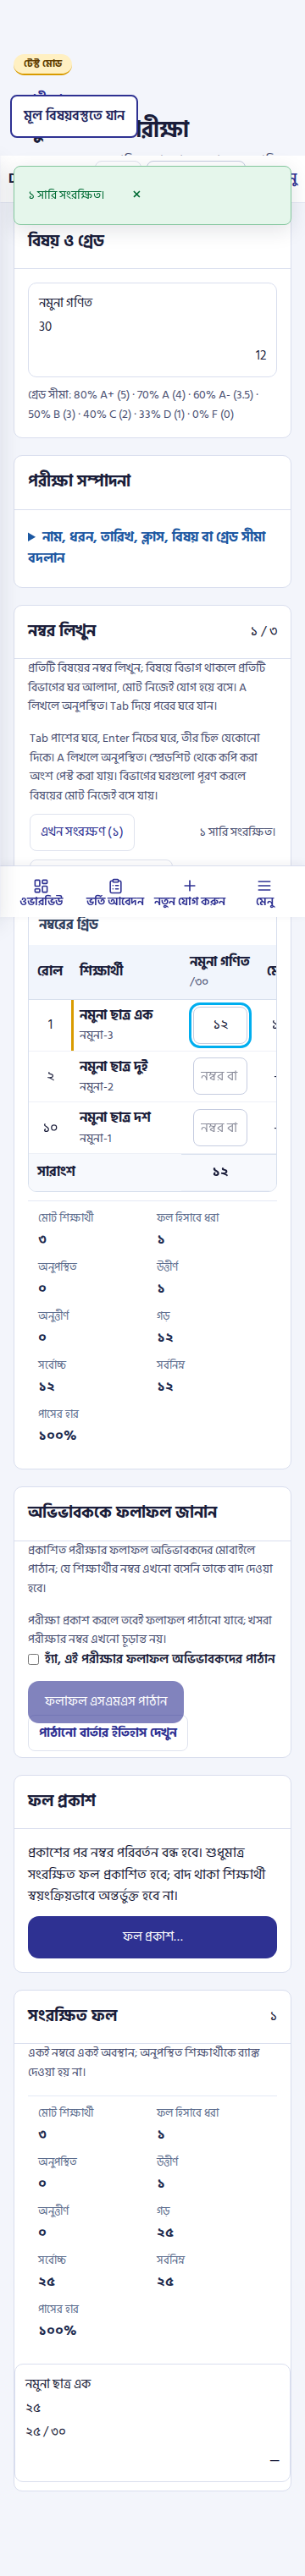 টেস্ট মোড
মূল বিষয়বস্তুতে যান
রীক্ষা
১ সারি সংরক্ষিত। ×
বিষয় ও গ্রেড
নমুনা গণিত
30
12
গ্রেড সীমা: 80% A+ (5) · 70% A (4) · 60% A- (3.5) ·
50% B (3) · 40% C (2) · 33% D (1) · 0% F (0)
পরীক্ষা সম্পাদনা
নাম, ধরন, তারিখ, ক্লাস, বিষয় বা গ্রেড সীমা
বদলান
নম্বর লিখুন ১ / ৩
প্রতিটি বিষয়ের নম্বর লিখুন; বিষয়ে বিভাগ থাকলে প্রতিটি
বিভাগের ঘর আলাদা, মোট নিজেই যোগ হয়ে বসে। A
লিখলে অনুপস্থিত। Tab দিয়ে পরের ঘরে যান।
Tab পাশের ঘরে, Enter নিচের ঘরে, তীর চিহ্ন যেকোনো
দিকে। A লিখলে অনুপস্থিত। স্প্রেডশিট থেকে কপি করা
অংশ পেস্ট করা যায়। বিভাগের ঘরগুলো পূরণ করলে
বিষয়ের মোট নিজেই বসে যায়।
এখন সংরক্ষণ (১) ১ সারি সংরক্ষিত।
ওভারভিউ ভর্তি আবেদন নতুন যোগ করুন মেনু
নম্বরের গ্রিড
রোল শিক্ষার্থী নমুনা গণিত /৩০
1 নমুনা ছাত্র এক ১২
নমুনা-3
২ নমুনা ছাত্র দুই নম্বর বা
নমুনা-2
১০ নমুনা ছাত্র দশ নম্বর বা
নমুনা-1
সারাংশ ১২
মোট শিক্ষার্থী ফল হিসাবে ধরা
৩ ১
অনুপস্থিত উত্তীর্ণ
০ ১
অনুত্তীর্ণ গড়
০ ১২
সর্বোচ্চ সর্বনিম্ন
১২ ১২
পাসের হার
১০০%
অভিভাবককে ফলাফল জানান
প্রকাশিত পরীক্ষার ফলাফল অভিভাবকদের মোবাইলে
পাঠান; যে শিক্ষার্থীর নম্বর এখনো বসেনি তাকে বাদ দেওয়া
হবে।
পরীক্ষা প্রকাশ করলে তবেই ফলাফল পাঠানো যাবে; খসরা
পরীক্ষার নম্বর এখনো চূড়ান্ত নয়।
হ্যাঁ, এই পরীক্ষার ফলাফল অভিভাবকদের পাঠান
ফলাফল এসএমএস পাঠান
পাঠানো বার্তার ইতিহাস দেখুন
ফল প্রকাশ
প্রকাশের পর নম্বর পরিবর্তন বন্ধ হবে। শুধুমাত্র
সংরক্ষিত ফল প্রকাশিত হবে; বাদ থাকা শিক্ষার্থী
স্বয়ংক্রিয়ভাবে অন্তর্ভুক্ত হবে না।
ফল প্রকাশ...
সংরক্ষিত ফল ১
একই নম্বরে একই অবস্থান; অনুপস্থিত শিক্ষার্থীকে র‍্যাঙ্ক
দেওয়া হয় না।
মোট শিক্ষার্থী ফল হিসাবে ধরা
৩ ১
অনুপস্থিত উত্তীর্ণ
০ ১
অনুত্তীর্ণ গড়
০ ২৫
সর্বোচ্চ সর্বনিম্ন
২৫ ২৫
পাসের হার
১০০%
নমুনা ছাত্র এক
২৫
২৫ / ৩০
—